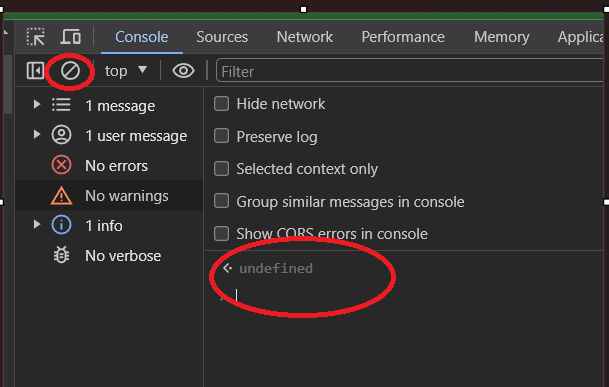 Console Sources Network Performance Memory Applica
top Filter
1 message
Hide network
1 user message
Preserve log
No errors
Selected context only
No warnings
Group similar messages in console
1 info
Show CORS errors in console
No verbose
undefined